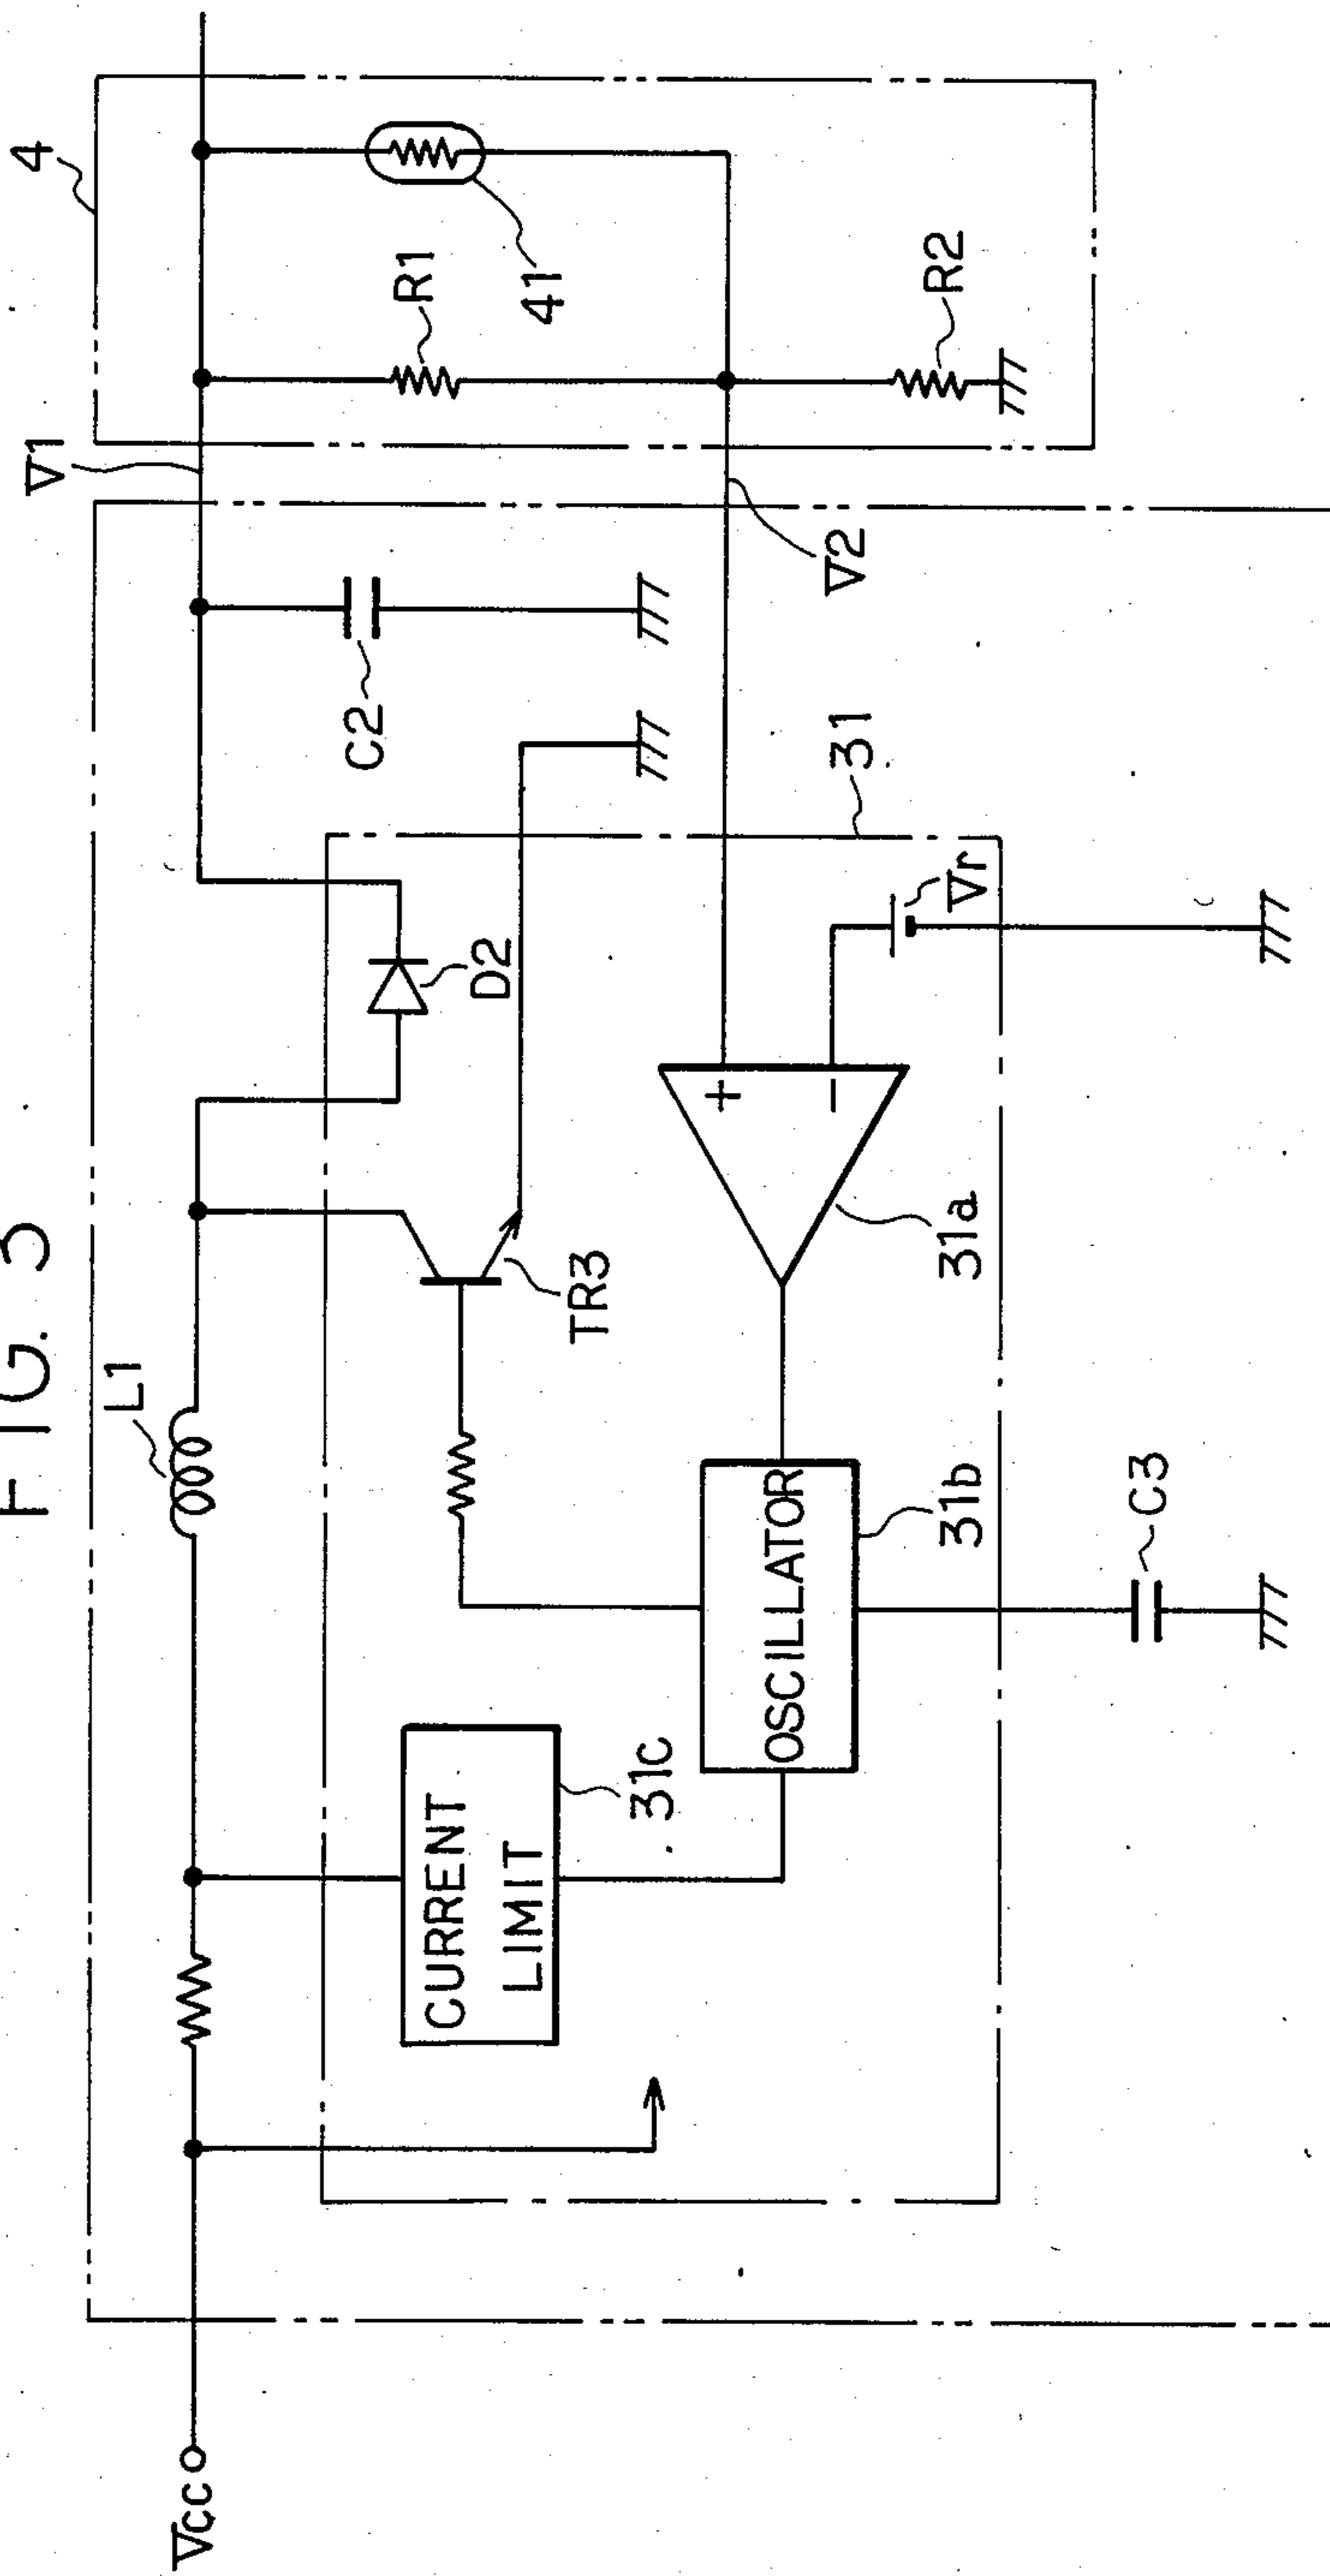 FIG. 3
4
V1
L1
R1
41
C2
D2
R2
TR3
V2
CURRENT
LIMIT
31c
31
OSCILLATOR
31a
Vr
31b
C3
Vcc